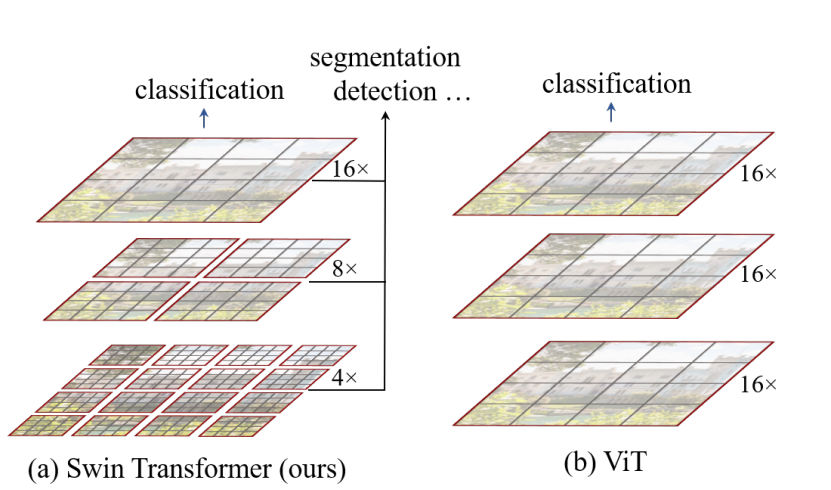 segmentation
detection ...
classification
classification
16×
8×
4×
16×
16×
16×
(a) Swin Transformer (ours)
(b) ViT